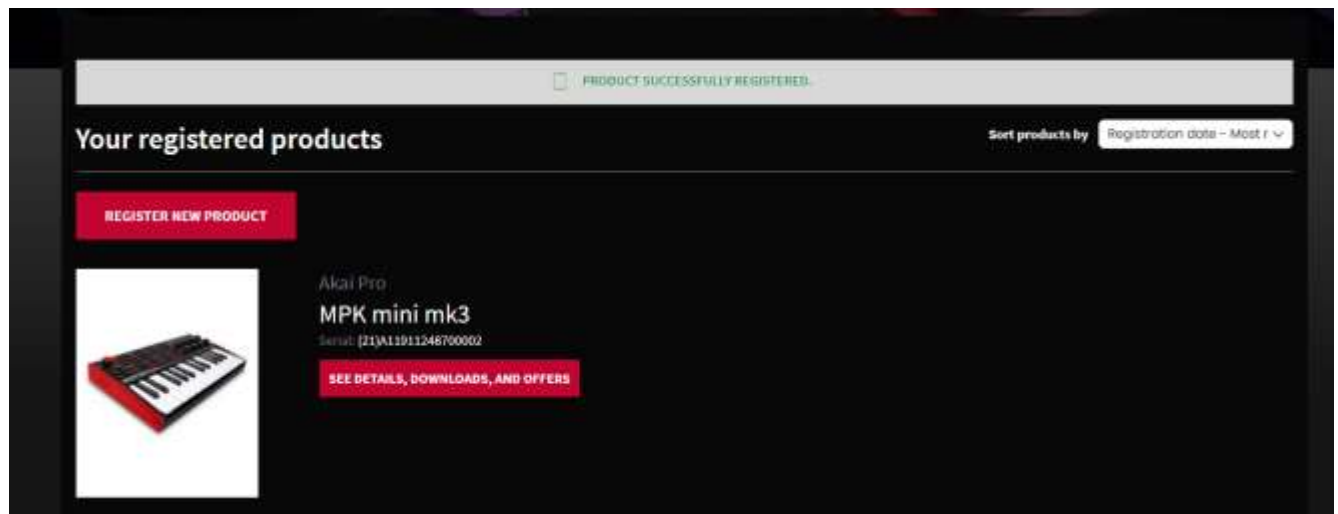 PRODUCT SUCCESSFULLY REGISTERED.
Your registered products
Sort products by Registration date – Most r
REGISTER NEW PRODUCT
Akai Pro
MPK mini mk3
Serial: (21)A11911248700002
SEE DETAILS, DOWNLOADS, AND OFFERS